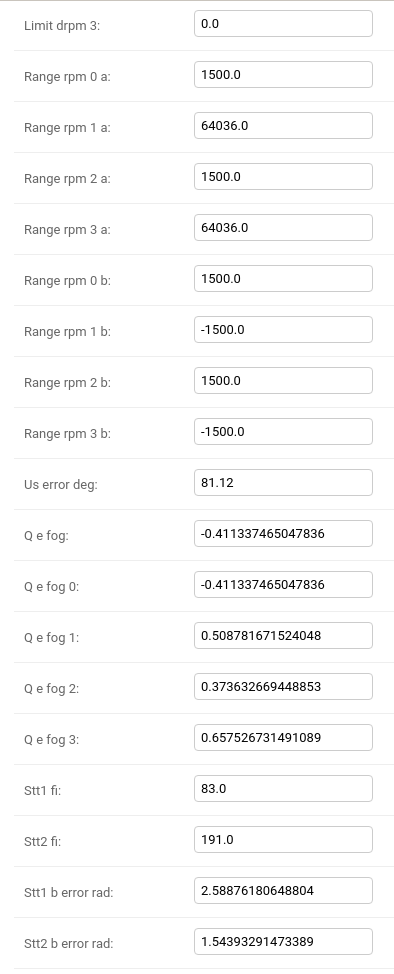 Limit drpm 3: 0.0
Range rpm 0 a: 1500.0
Range rpm 1 a: 64036.0
Range rpm 2 a: 1500.0
Range rpm 3 a: 64036.0
Range rpm 0 b: 1500.0
Range rpm 1 b: -1500.0
Range rpm 2 b: 1500.0
Range rpm 3 b: -1500.0
Us error deg: 81.12
Q e fog: -0.411337465047836
Q e fog 0: -0.411337465047836
Q e fog 1: 0.508781671524048
Q e fog 2: 0.373632669448853
Q e fog 3: 0.657526731491089
Stt1 fi: 83.0
Stt2 fi: 191.0
Stt1 b error rad: 2.58876180648804
Stt2 b error rad: 1.54393291473389